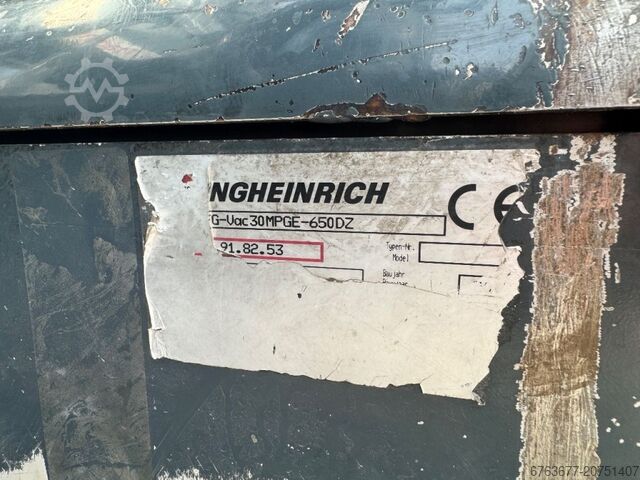 NGHEINRICH
G-Vac30MPGE-650DZ
CE
91.82.53
Typen-Nr.
Model
Baujahr
6763677-20751407